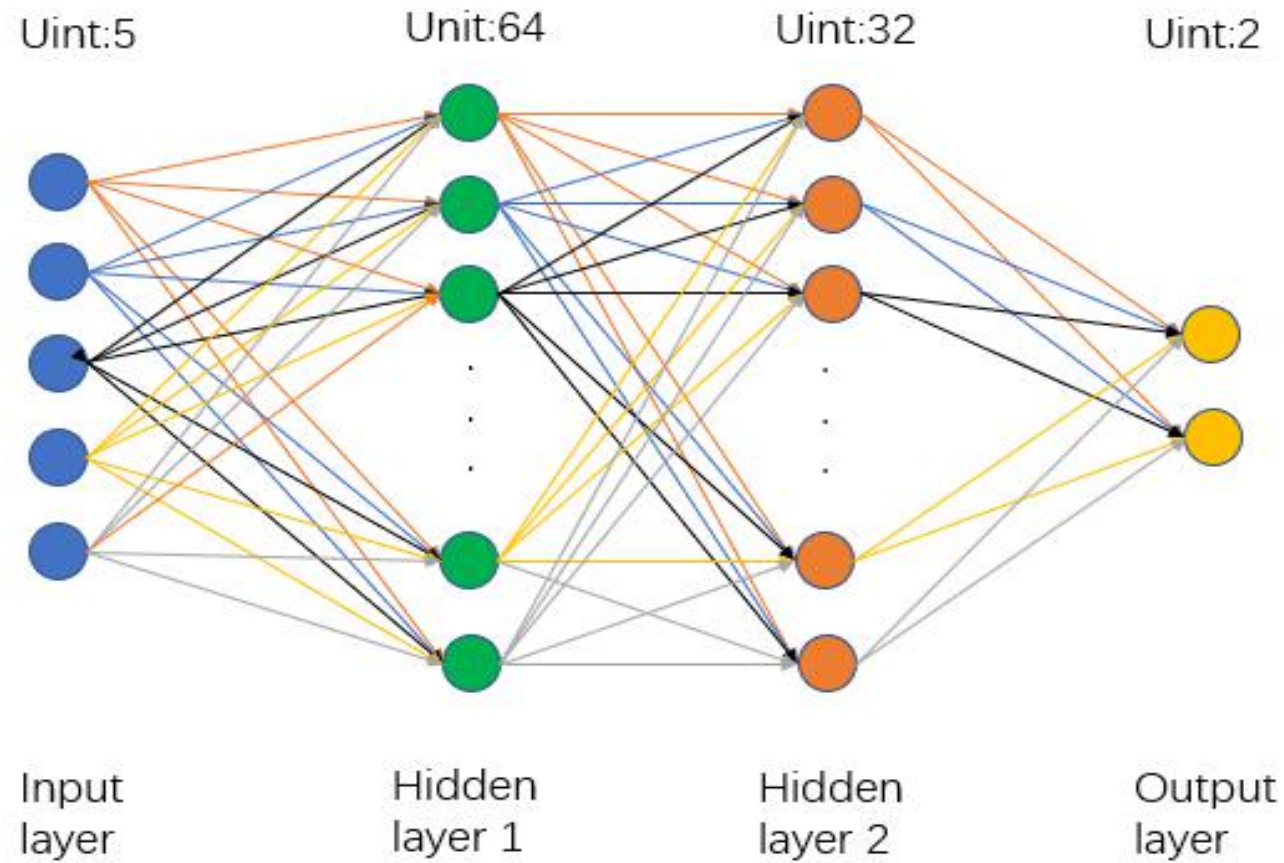 Uint:5
Unit:64
Uint:32
Uint:2
Input
layer
Hidden
layer 1
Hidden
layer 2
Output
layer